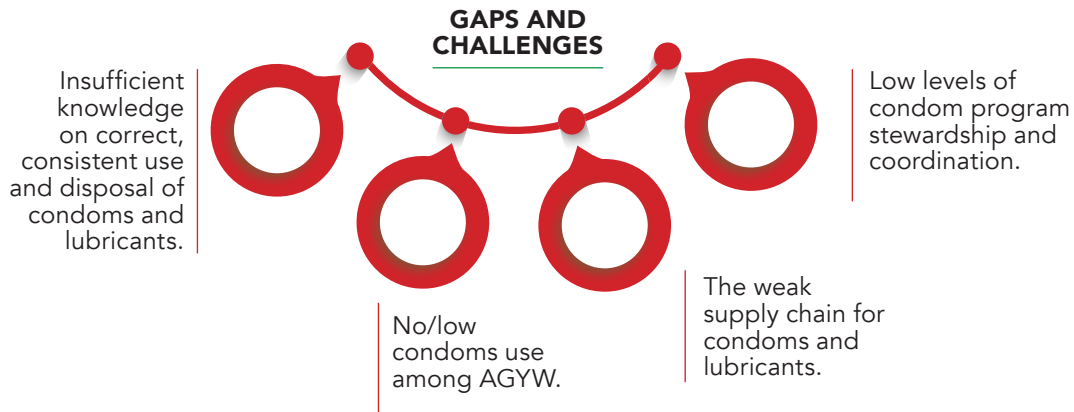 GAPS AND
CHALLENGES
Insufficient
knowledge
on correct,
consistent use
and disposal of
condoms and
lubricants.
No/low
condoms use
among AGYW.
The weak
supply chain for
condoms and
lubricants.
Low levels of
condom program
stewardship and
coordination.